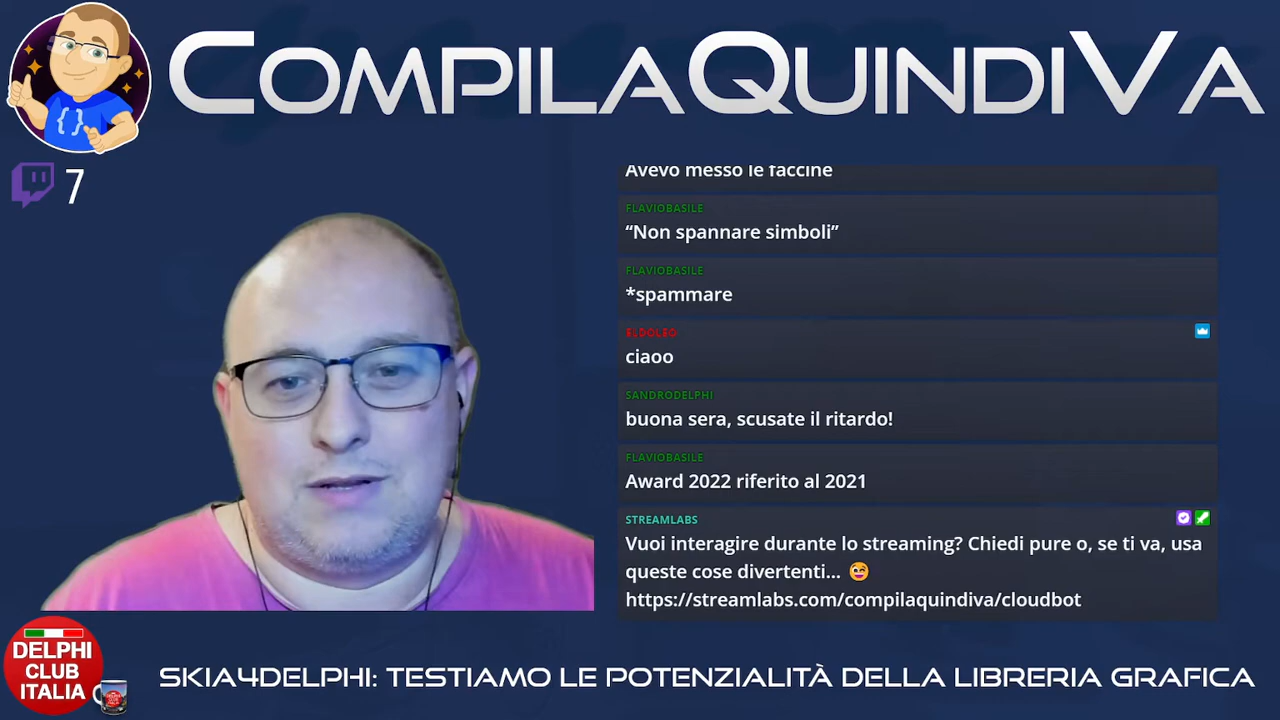 COMPILAQUINDIVA
7
Avevo messo le faccine
FLAVIOBASILE
“Non spannare simboli”
FLAVIOBASILE
*spammare
ELDOLEO
ciaoo
SANDRODELPHI
buona sera, scusate il ritardo!
FLAVIOBASILE
Award 2022 riferito al 2021
STREAMLABS
Vuoi interagire durante lo streaming? Chiedi pure o, se ti va, usa
queste cose divertenti... 😄
https://streamlabs.com/compilaquindiva/cloudbot
{ }
DELPHI
CLUB
ITALIA
SKIA4DELPHI: TESTIAMO LE POTENZIALITÀ DELLA LIBRERIA GRAFICA